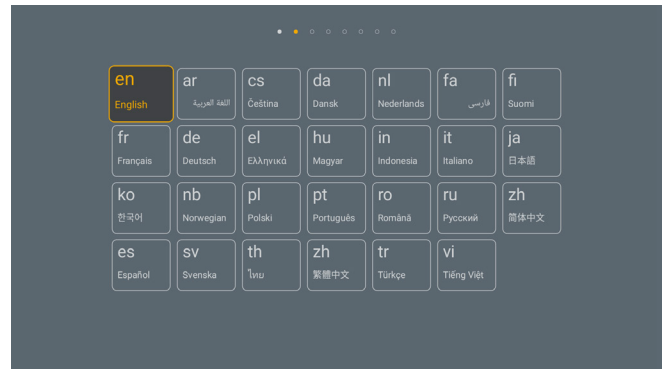 en
English
ar
اللغة العربية
cs
Čeština
da
Dansk
nl
Nederlands
fa
فارسی
fi
Suomi
fr
Français
de
Deutsch
el
Ελληνικά
hu
Magyar
in
Indonesia
it
Italiano
ja
日本語
ko
한국어
nb
Norwegian
pl
Polski
pt
Português
ro
Română
ru
Русский
zh
简体中文
es
Español
sv
Svenska
th
ไทย
zh
繁體中文
tr
Türkçe
vi
Tiếng Việt